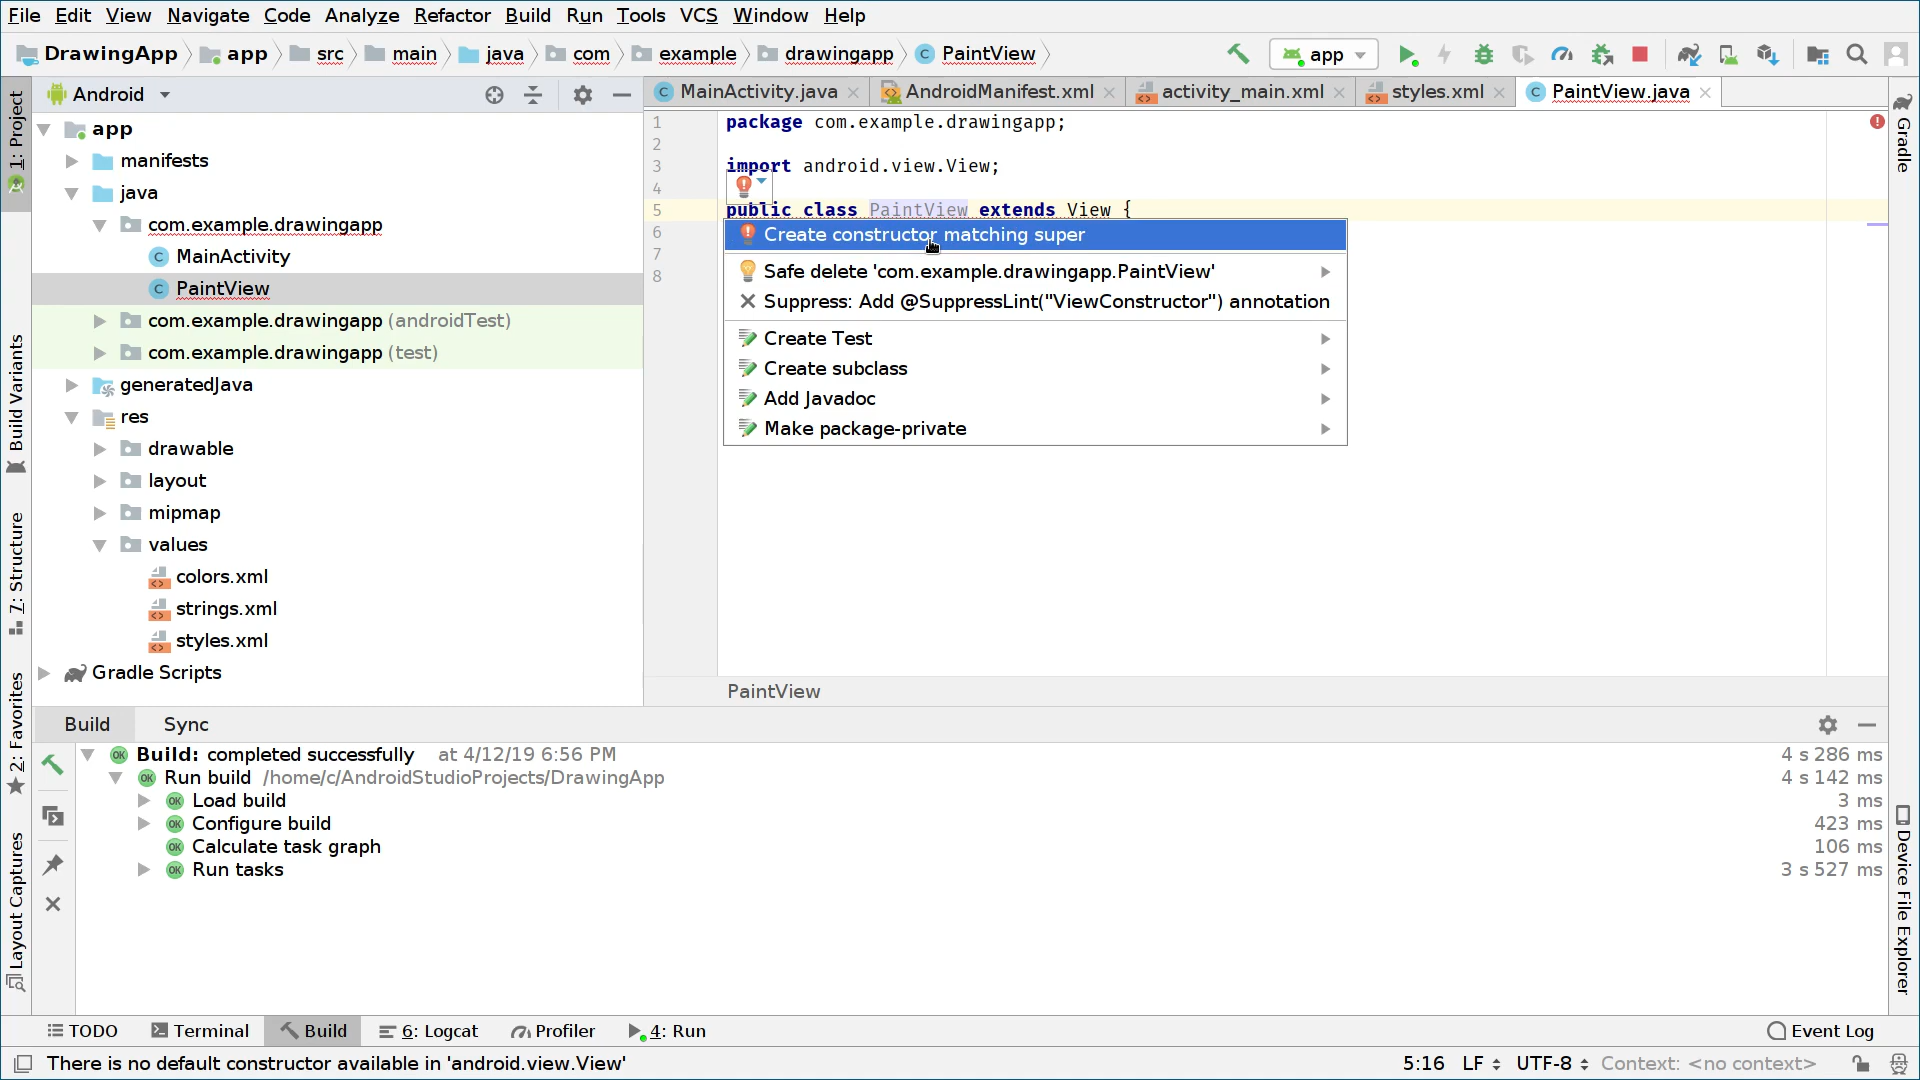 File Edit View Navigate Code Analyze Refactor Build Run Tools VCS Window Help
DrawingApp app src main java com example drawingapp PaintView app
Android
MainActivity.java AndroidManifest.xml activity_main.xml styles.xml PaintView.java
1: Project
Build Variants
7: Structure
2: Favorites
Layout Captures
app
manifests
java
com.example.drawingapp
MainActivity
PaintView
com.example.drawingapp (androidTest)
com.example.drawingapp (test)
generatedJava
res
drawable
layout
mipmap
values
colors.xml
strings.xml
styles.xml
Gradle Scripts
1 package com.example.drawingapp;
2
3 import android.view.View;
4
5 public class PaintView extends View {
6
7
8
Create constructor matching super
Safe delete 'com.example.drawingapp.PaintView'
Suppress: Add @SuppressLint("ViewConstructor") annotation
Create Test
Create subclass
Add Javadoc
Make package-private
PaintView
Gradle
Device File Explorer
Build Sync
Build: completed successfully at 4/12/19 6:56 PM 4 s 286 ms
Run build /home/c/AndroidStudioProjects/DrawingApp 4 s 142 ms
Load build 3 ms
Configure build 423 ms
Calculate task graph 106 ms
Run tasks 3 s 527 ms
TODO Terminal Build 6: Logcat Profiler 4: Run Event Log
There is no default constructor available in 'android.view.View' 5:16 LF UTF-8 Context: <no context>